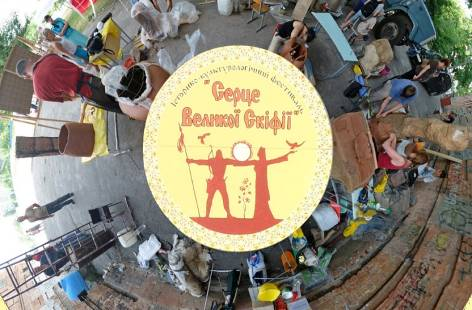 Історико-культурологічний фестиваль
"Серце
Великої Скіфії"